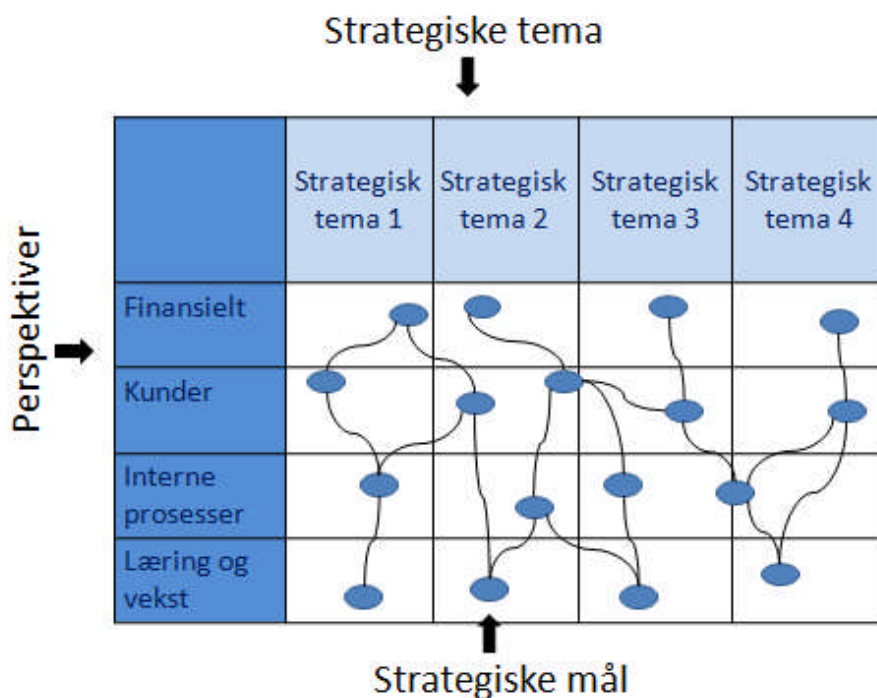 Strategiske tema
Perspektiver
Strategisk
tema 1
Strategisk
tema 2
Strategisk
tema 3
Strategisk
tema 4
Finansielt
Kunder
Interne
prosesser
Læring og
vekst
Strategiske mål